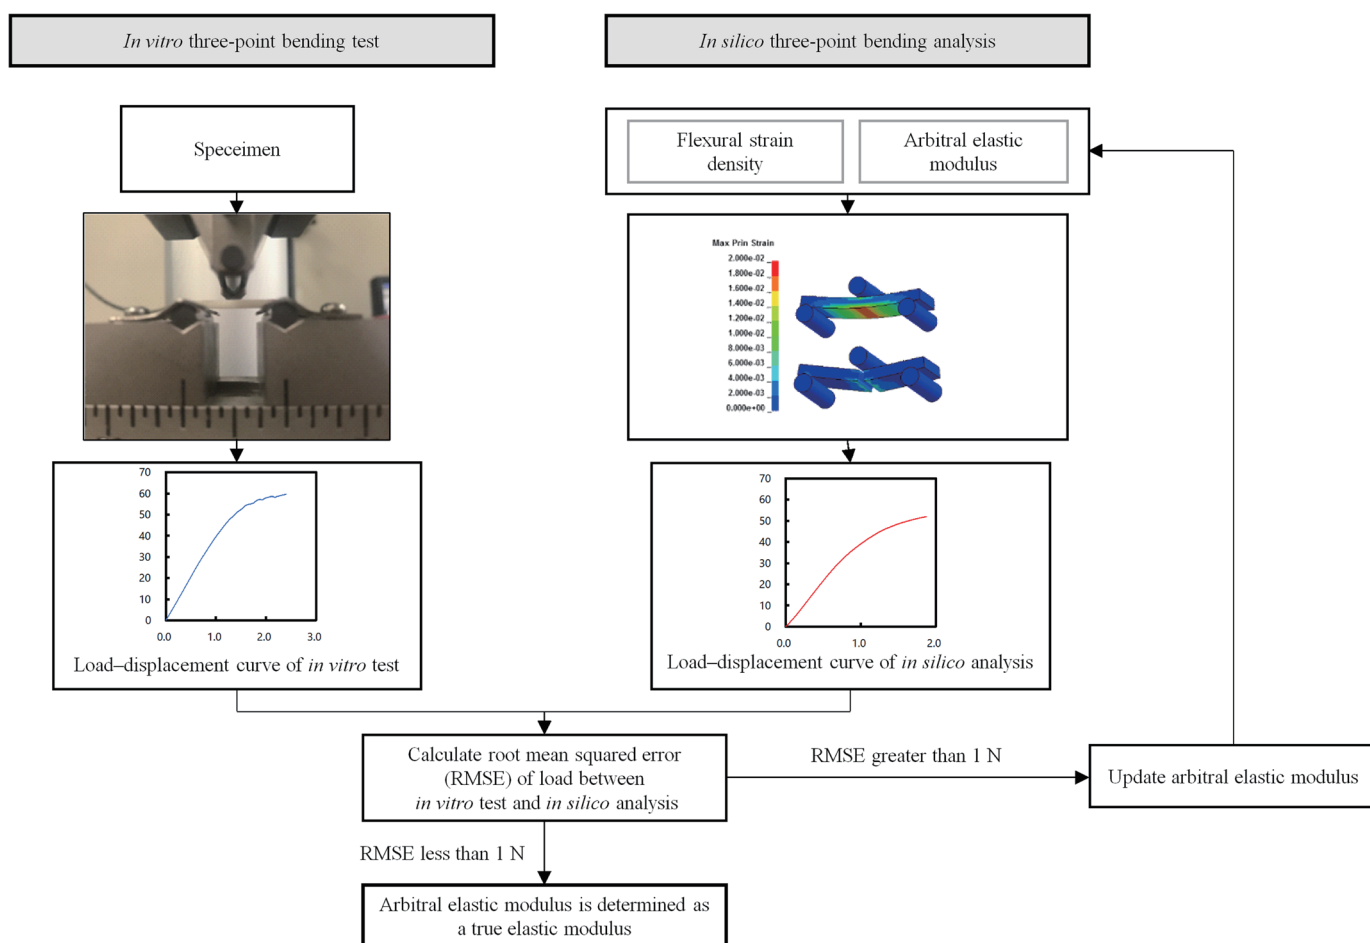 In vitro three-point bending test
In silico three-point bending analysis
Speceimen
Flexural strain
density
Arbitral elastic
modulus
Max Prin Strain
2.000e-02
1.800e-02
1.600e-02
1.400e-02
1.200e-02
1.000e-02
8.000e-03
6.000e-03
4.000e-03
2.000e-03
0.000e+00
70
60
50
40
30
20
10
0
0.0 1.0 2.0 3.0
Load–displacement curve of in vitro test
70
60
50
40
30
20
10
0
0.0 1.0 2.0
Load–displacement curve of in silico analysis
Calculate root mean squared error
(RMSE) of load between
in vitro test and in silico analysis
RMSE greater than 1 N
Update arbitral elastic modulus
RMSE less than 1 N
Arbitral elastic modulus is determined as
a true elastic modulus